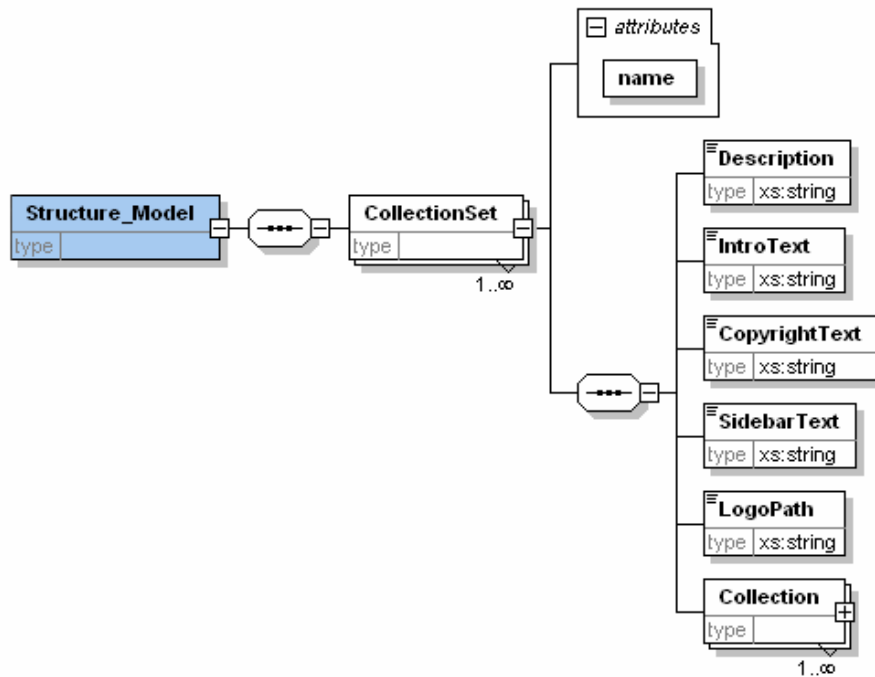 attributes
name
Structure_Model
type
CollectionSet
type
1..∞
Description
type xs:string
IntroText
type xs:string
CopyrightText
type xs:string
SidebarText
type xs:string
LogoPath
type xs:string
Collection
type
1..∞